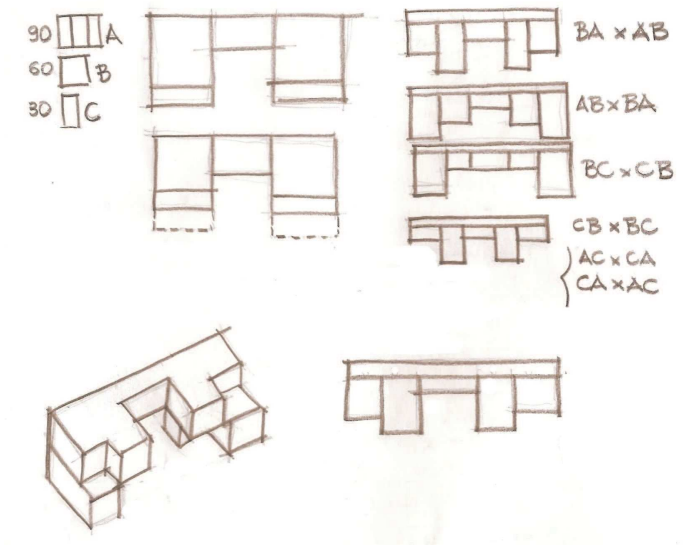 90 A
60 B
30 C
BA x AB
AB x BA
BC x CB
CB x BC
AC x CA
CA x AC